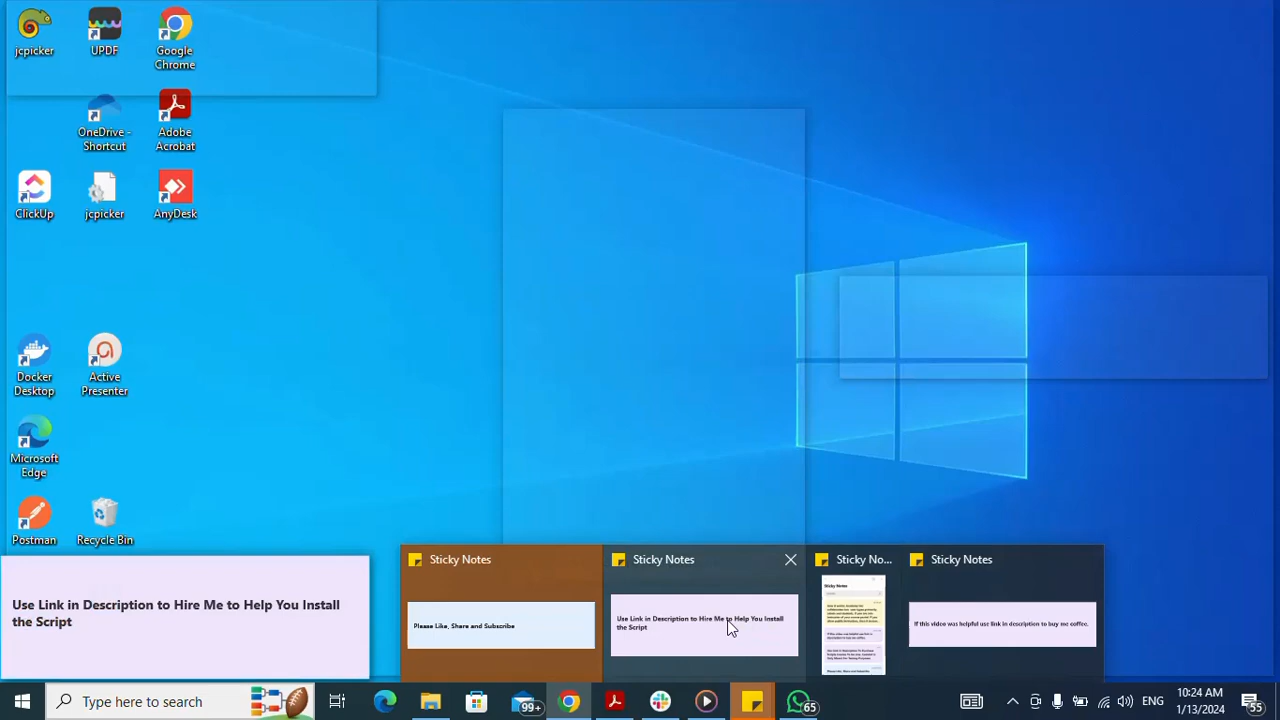 jcpicker
UPDF
Google
Chrome
OneDrive -
Shortcut
Adobe
Acrobat
ClickUp
jcpicker
AnyDesk
Docker
Desktop
Active
Presenter
Microsoft
Edge
Postman
Recycle Bin
Use Link in Description to Hire Me to Help You Install
the Script
Sticky Notes
Please Like, Share and Subscribe
Sticky Notes
Use Link in Description to Hire Me to Help You Install
the Script
Sticky No...
Sticky Notes
Sticky Notes
If this video was helpful use link in description to buy me coffee.
Type here to search
99+
65
ENG
6:24 AM
1/13/2024
55